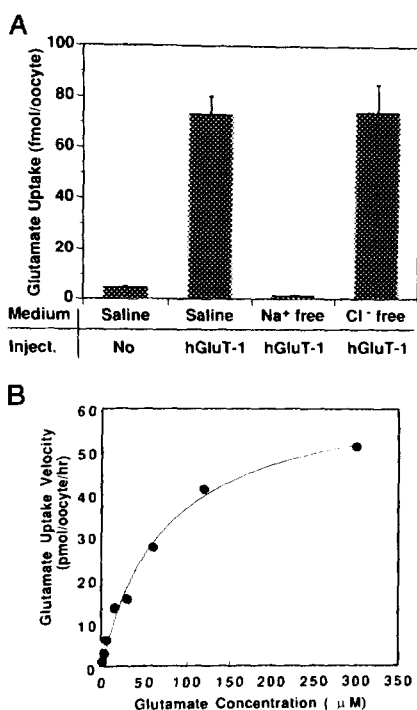 A
Glutamate Uptake (fmol/oocyte)
100
80
60
40
20
0
Medium Saline Saline Na⁺ free Cl⁻ free
Inject. No hGluT-1 hGluT-1 hGluT-1
B
Glutamate Uptake Velocity
(pmol/oocyte/hr)
60
50
40
30
20
10
0
0 50 100 150 200 250 300 350
Glutamate Concentration ( μM)